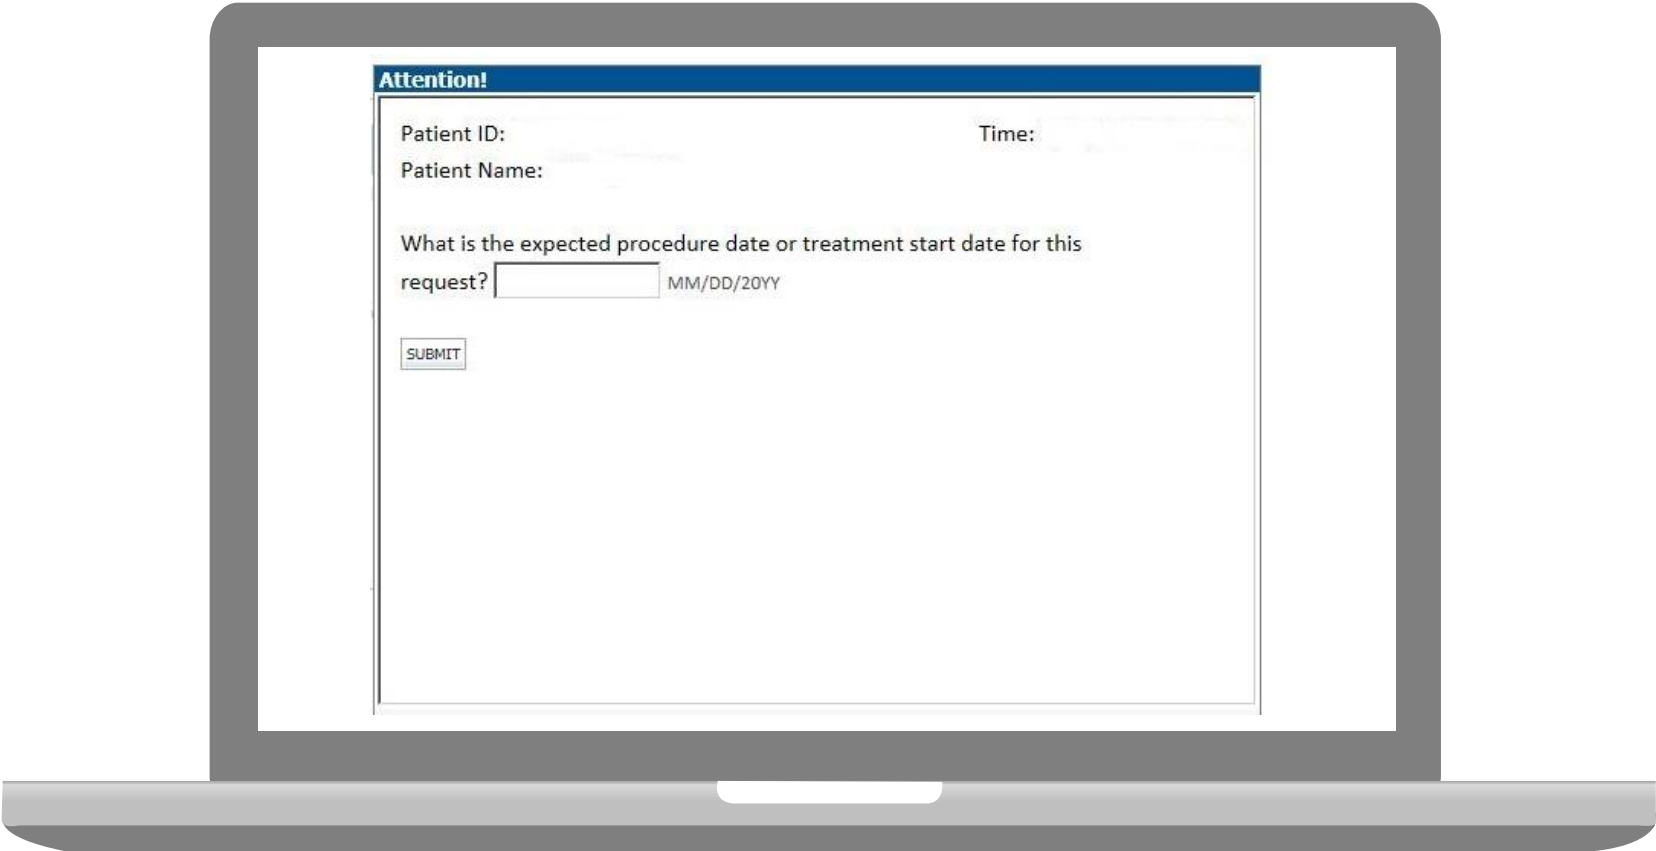 Attention!
Patient ID: Time:
Patient Name:
What is the expected procedure date or treatment start date for this
request? MM/DD/20YY
SUBMIT